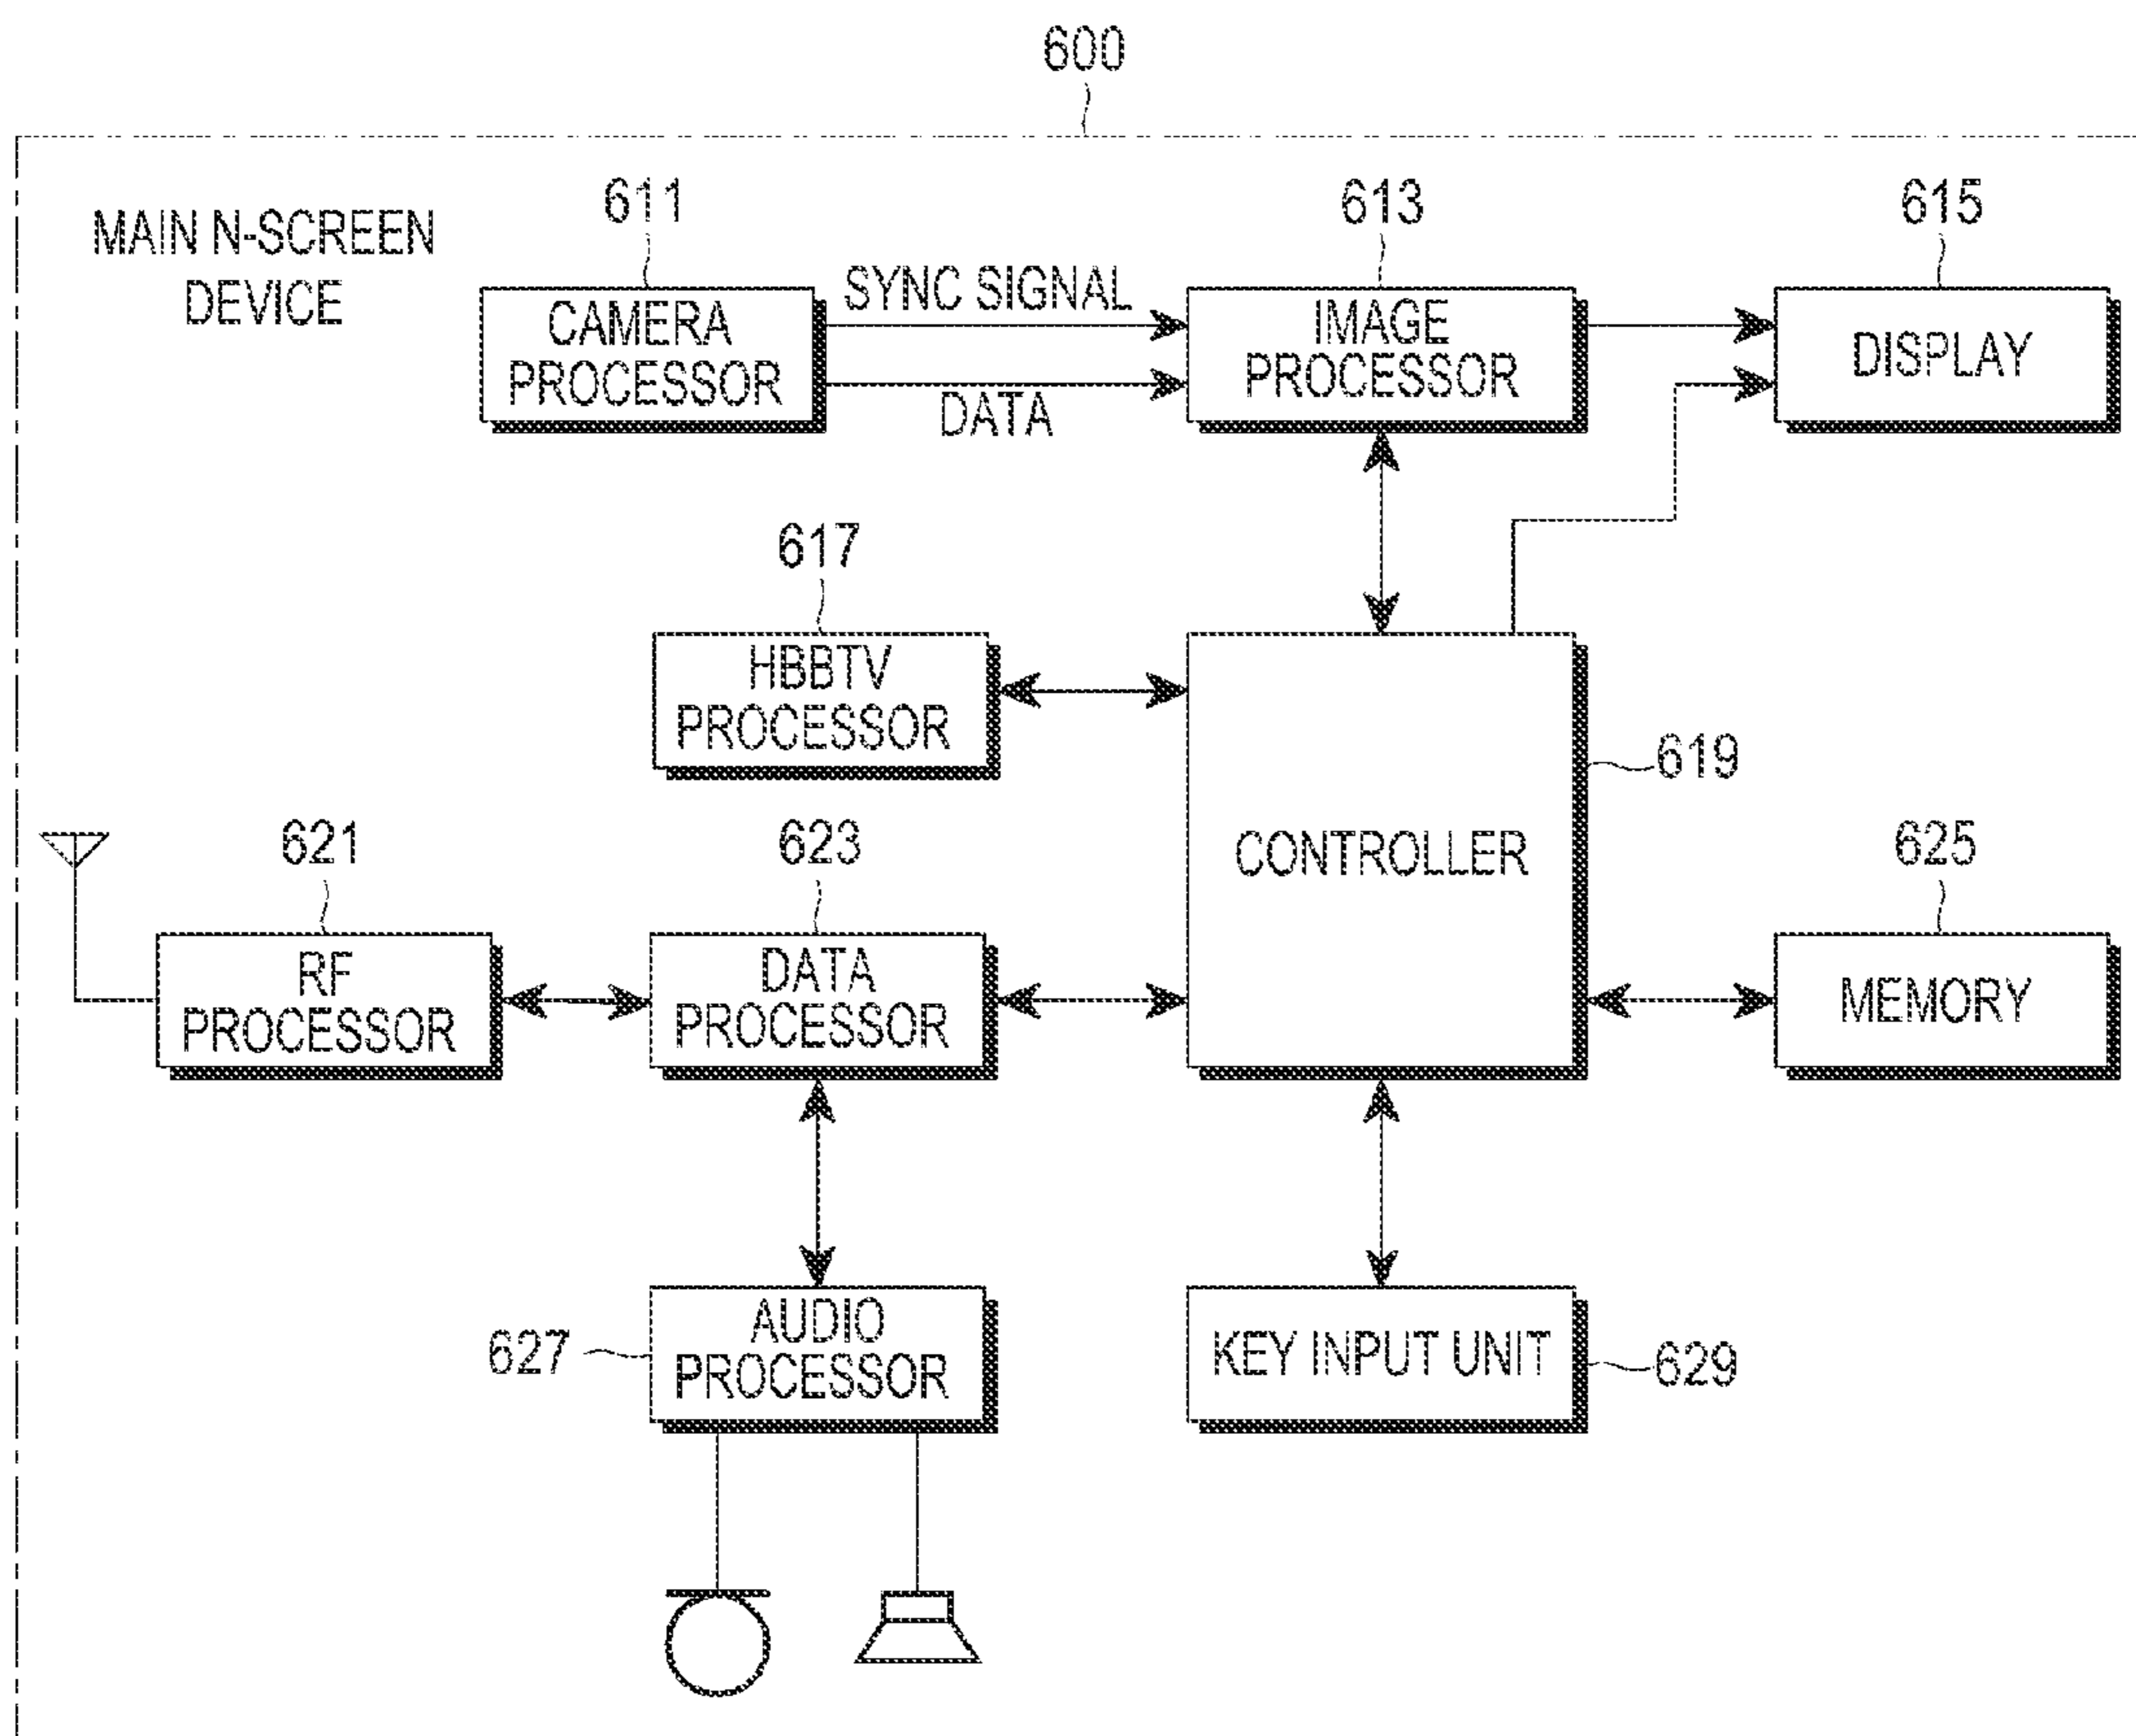 600
MAIN N-SCREEN
DEVICE
611
613
615
CAMERA
PROCESSOR
SYNC SIGNAL
DATA
IMAGE
PROCESSOR
DISPLAY
617
HBBTV
PROCESSOR
619
CONTROLLER
621
623
625
RF
PROCESSOR
DATA
PROCESSOR
MEMORY
627
AUDIO
PROCESSOR
KEY INPUT UNIT
629